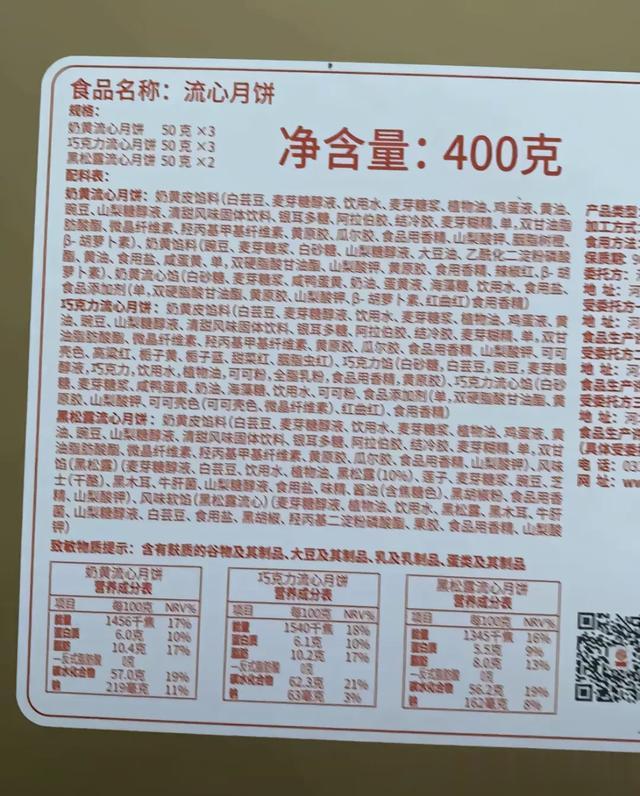 食品名称：流心月饼
规格：
奶黄流心月饼 50 克 ×3
巧克力流心月饼 50 克 ×3
黑松露流心月饼 50 克 ×2
净含量：400克
配料表：
奶黄流心月饼：奶黄皮馅料（白芸豆、麦芽糖醇液、饮用水、麦芽糖浆、植物油、鸡蛋液、黄油、
豌豆、山梨糖醇液、清甜风味固体饮料、银耳多糖、阿拉伯胶、结冷胶、麦芽糊精、单，双甘油
肪酸酯、微晶纤维素、羟丙基甲基纤维素、黄原胶、瓜尔胶、食品用香精、山梨酸钾、胭脂树橙、
β-胡萝卜素）、奶黄馅料（豌豆、麦芽糖浆、白砂糖、山梨糖醇液、大豆油、乙酰化二淀粉磷酸
酯、黄油、食用盐、咸蛋黄、单，双硬脂酸甘油酯、山梨酸钾、黄原胶、食用香精、辣椒红、β-胡
萝卜素）、奶黄流心馅（白砂糖、麦芽糖浆、咸鸭蛋黄、奶油、蛋黄液、海藻糖、饮用水、食用盐、
食品添加剂（单，双硬脂酸甘油酯、黄原胶、山梨酸钾、β-胡萝卜素、红曲红）食用香精）
巧克力流心月饼：奶黄皮馅料（白芸豆、麦芽糖醇液、饮用水、麦芽糖浆、植物油、鸡蛋液、黄
油、豌豆、山梨糖醇液、清甜风味固体饮料、银耳多糖、阿拉伯胶、结冷胶、麦芽糊精、单，双甘
油脂肪酸酯、微晶纤维素、羟丙基甲基纤维素、黄原胶、瓜尔胶、食品用香精、山梨酸钾、可可
壳色、高粱红、栀子黄、栀子蓝、甜菜红、胭脂虫红）、巧克力馅（白砂糖，白芸豆，豌豆，麦芽糖
醇液，巧克力，饮用水，植物油，可可粉，全脂乳粉，食品用香精，黄原胶）、巧克力流心馅（白砂
糖、麦芽糖浆、咸鸭蛋黄、奶油、海藻糖、饮用水、可可粉、食品添加剂（单，双硬脂酸甘油酯、黄
原胶、山梨酸钾、可可壳色（可可壳色、微晶纤维素）、红曲红）、食用香精）
黑松露流心月饼：奶黄皮馅料（白芸豆、麦芽糖醇液、饮用水、麦芽糖浆、植物油、鸡蛋液、黄
油、豌豆、山梨糖醇液、清甜风味固体饮料、银耳多糖、阿拉伯胶、结冷胶、麦芽糊精、单，双甘
油脂肪酸酯、微晶纤维素、羟丙基甲基纤维素、黄原胶、瓜尔胶、食品用香精、山梨酸钾）、风味
馅（黑松露）（麦芽糖醇液、白芸豆、饮用水、植物油、黑松露（10%）、莲子、麦芽糖浆、豌豆、芝
士（干酪）、黑木耳、牛肝菌、山梨糖醇液、食用盐、味精、酱油（含焦糖色）、黑胡椒粉、食品用香
精、山梨酸钾）、风味软馅（黑松露流心）（麦芽糖醇液、植物油、饮用水、黑松露、黑木耳、牛肝
菌、山梨糖醇液、白芸豆、食用盐、黑胡椒、羟丙基二淀粉磷酸酯、果胶、食品用香精、山梨酸
钾）
致敏物质提示：含有麸质的谷物及其制品、大豆及其制品、乳及乳制品、蛋类及其制品
产品类型
加工方式
食用方法
保质期：9
委托方：
地 址：
受委托方
地 址：
食品生产许
受委托方
地 址：河
食品生产
受委托方
地 址：河
食品生产
（具体受委
电 话：03
网 址：ww
奶黄流心月饼
营养成分表
项目 每100克 NRV%
能量 1456千焦 17%
蛋白质 6.0克 10%
脂肪 10.4克 17%
—反式脂肪酸 0克
碳水化合物 57.0克 19%
钠 219毫克 11%
巧克力流心月饼
营养成分表
项目 每100克 NRV%
能量 1540千焦 18%
蛋白质 6.1克 10%
脂肪 10.2克 17%
—反式脂肪酸 0克
碳水化合物 62.3克 21%
钠 63毫克 3%
黑松露流心月饼
营养成分表
项目 每100克 NRV%
能量 1345千焦 16%
蛋白质 5.5克 9%
脂肪 8.0克 13%
—反式脂肪酸 0克
碳水化合物 56.2克 19%
钠 162毫克 8%